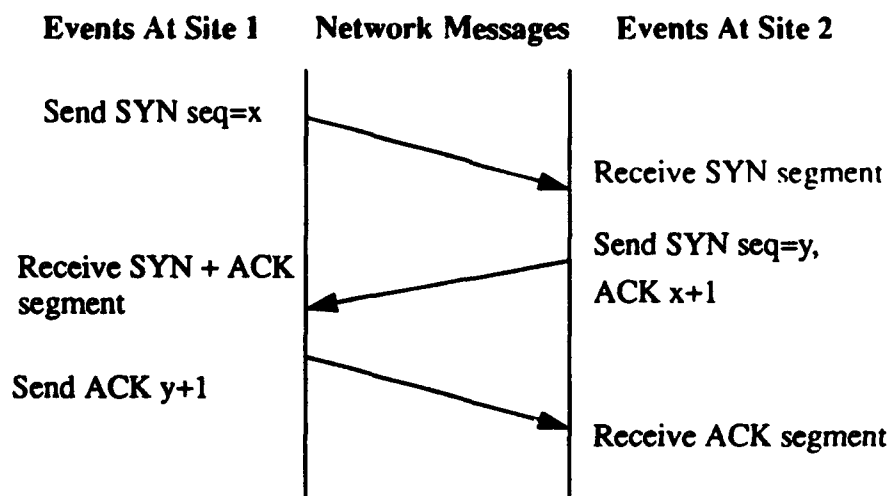 Events At Site 1 Network Messages Events At Site 2
Send SYN seq=x
Receive SYN segment
Send SYN seq=y,
ACK x+1
Receive SYN + ACK
segment
Send ACK y+1
Receive ACK segment